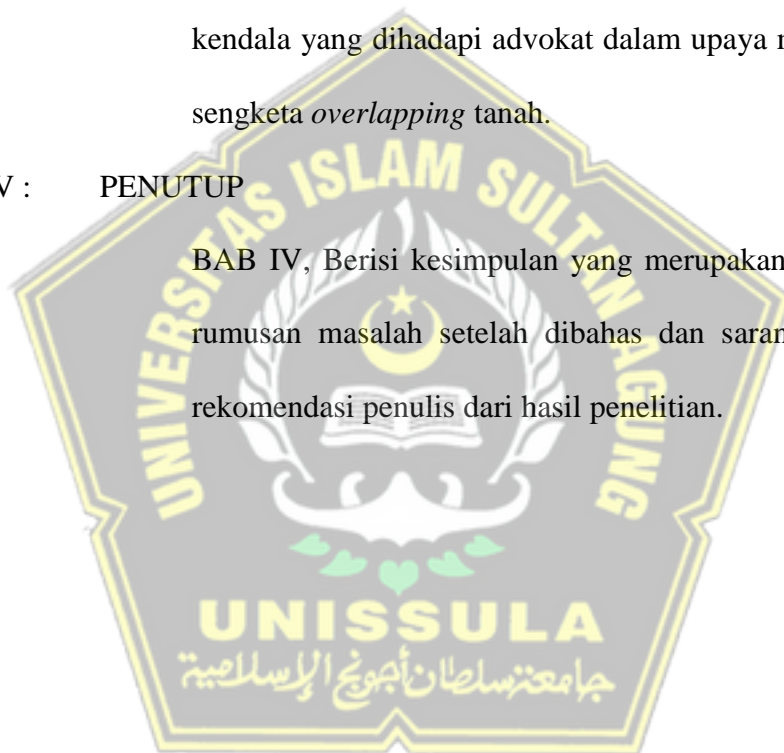 kendala yang dihadapi advokat dalam upaya
sengketa overlapping tanah.
V : PENUTUP
BAB IV, Berisi kesimpulan yang merupakan
rumusan masalah setelah dibahas dan saran
rekomendasi penulis dari hasil penelitian.
UNIVERSITAS ISLAM SULTAN AGUNG
UNISSULA
جامعة سلطان أجونج الإسلامية